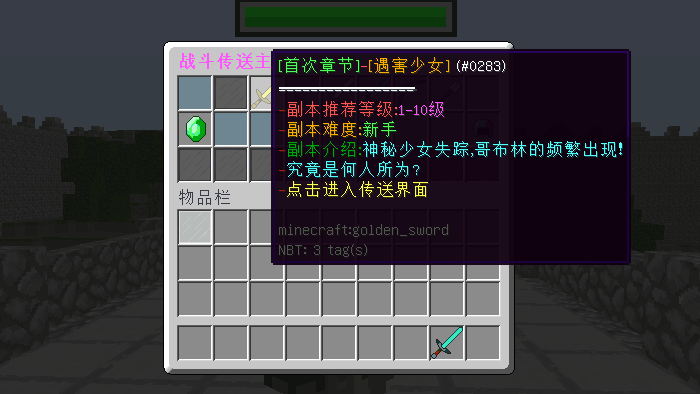 战斗传送主
[首次章节]-[遇害少女] (#0283)
================
-副本推荐等级:1-10级
-副本难度:新手
-副本介绍:神秘少女失踪,哥布林的频繁出现!
-究竟是何人所为?
-点击进入传送界面
minecraft:golden_sword
NBT: 3 tag(s)
物品栏